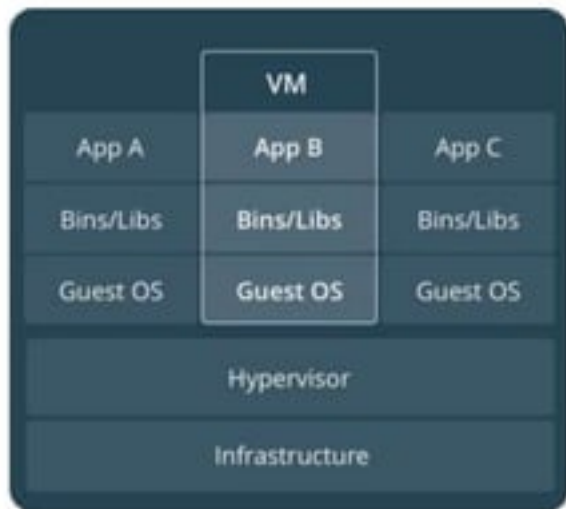 VM
App A App B App C
Bins/Libs Bins/Libs Bins/Libs
Guest OS Guest OS Guest OS
Hypervisor
Infrastructure